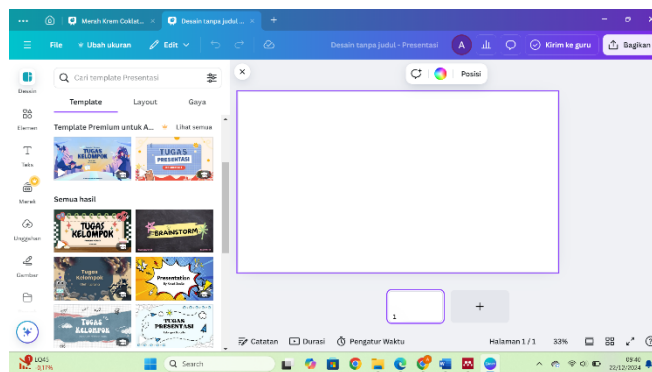 Merah Krem Coklat...
Desain tanpa judul ...
File
Ubah ukuran
Edit
Desain tanpa judul - Presentasi
A
Kirim ke guru
Bagikan
Desain
Elemen
Teks
Merek
Unggahan
Gambar
Cari template Presentasi
Template
Layout
Gaya
Template Premium untuk A...
Lihat semua
TUGAS
KELOMPOK
TUGAS
PRESENTASI
Semua hasil
TUGAS
KELOMPOK
BRAINSTORM
Tugas
Kelompok
Presentation
TUGAS
KELOMPOK
TUGAS
PRESENTASI
Posisi
1
Catatan
Durasi
Pengatur Waktu
Halaman 1 / 1
33%
LQ45
0,17%
Search
09:40
22/12/2024